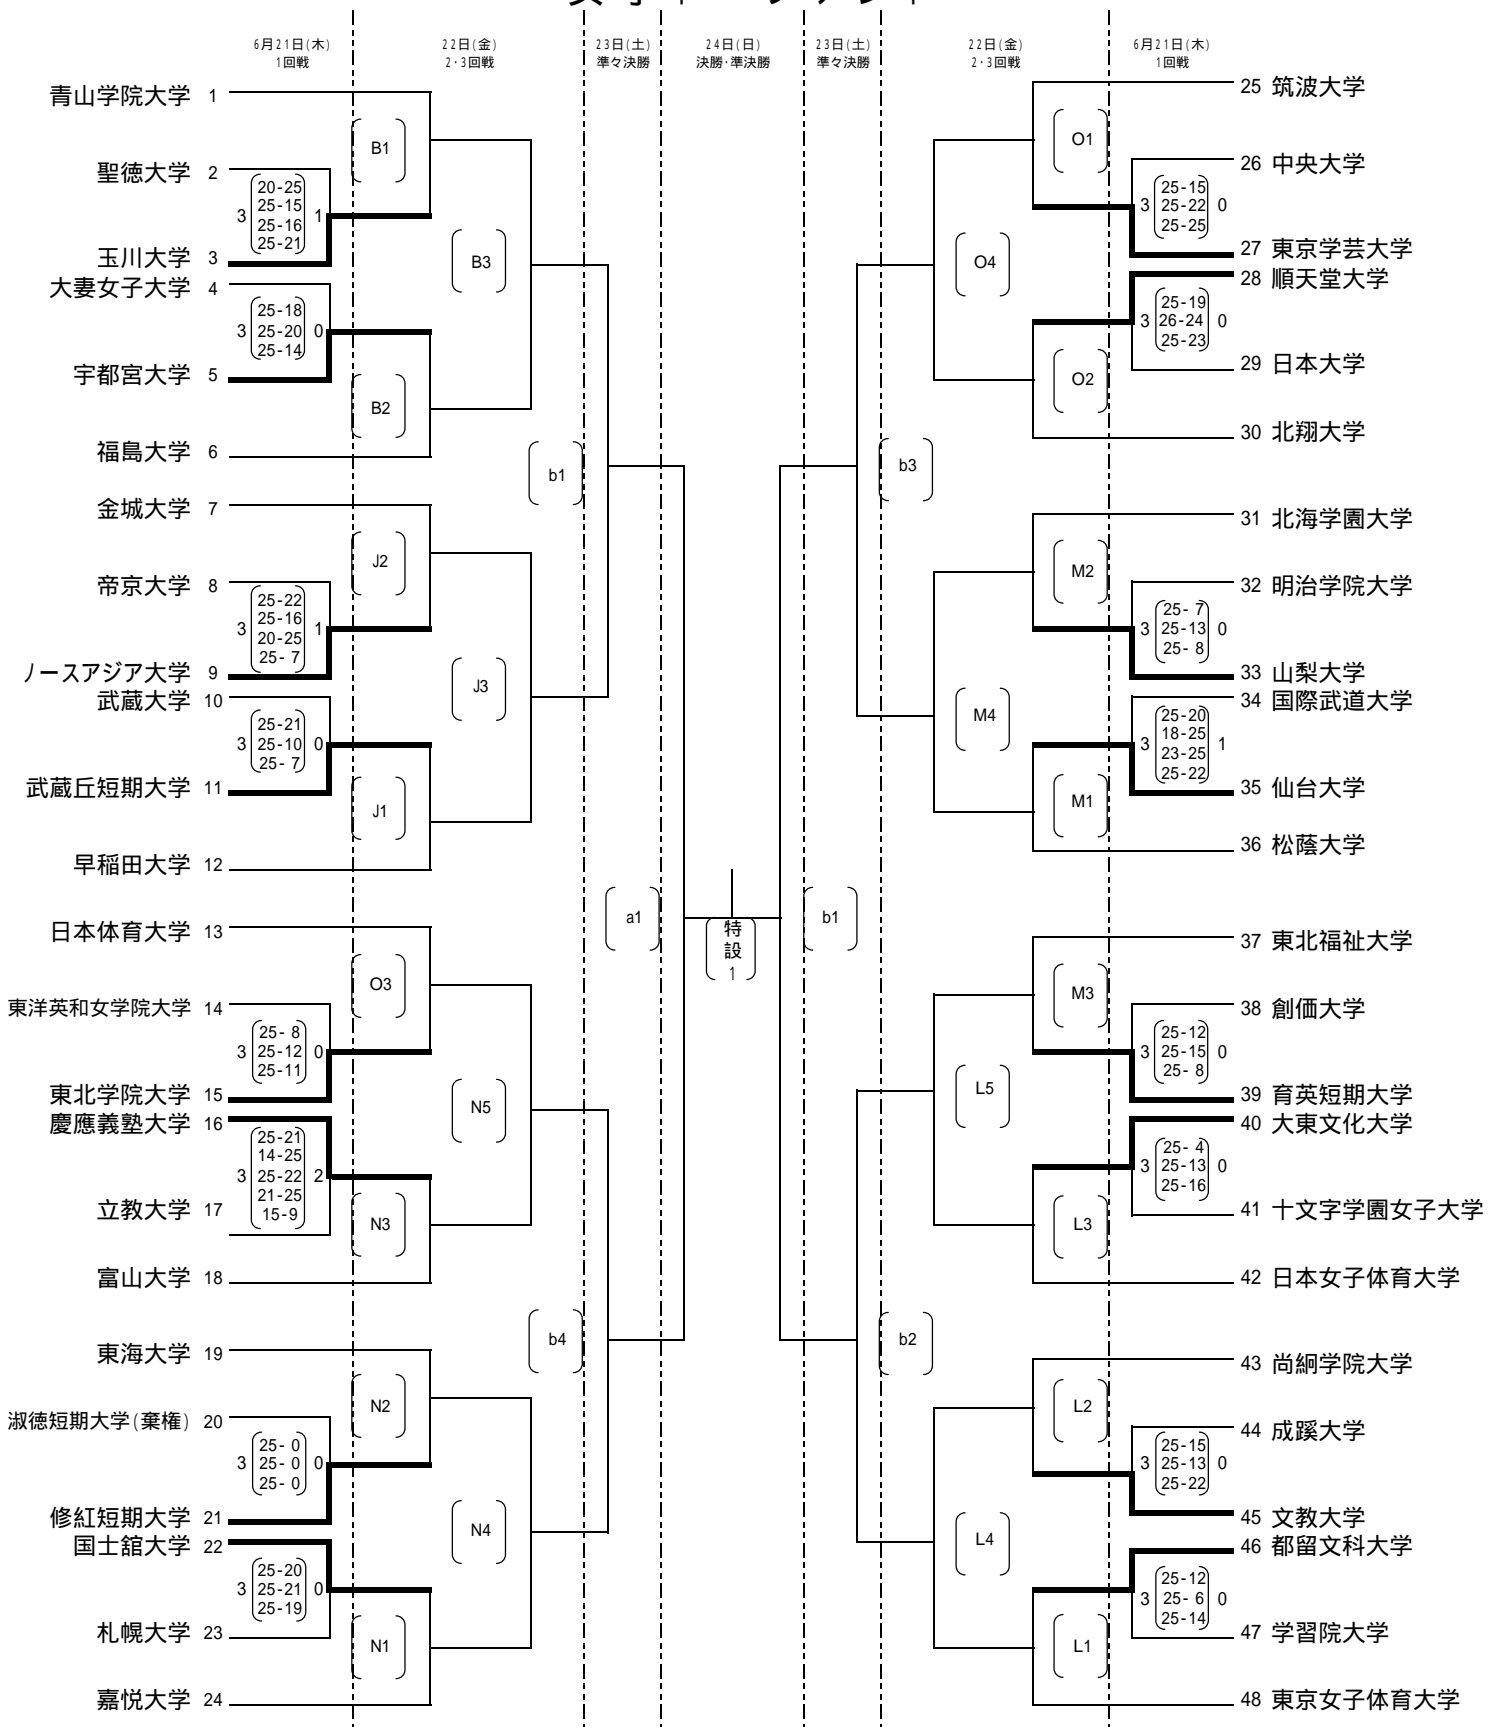 6月21日(木)
1回戦
22日(金)
2・3回戦
23日(土)
準々決勝
24日(日)
決勝・準決勝
23日(土)
準々決勝
22日(金)
2・3回戦
6月21日(木)
1回戦
青山学院大学 1
聖徳大学 2
3 20-25 1
25-15
25-16
25-21
玉川大学 3
大妻女子大学 4
3 25-18 0
25-20
25-14
宇都宮大学 5
福島大学 6
金城大学 7
帝京大学 8
3 25-22 1
25-16
20-25
25- 7
ノースアジア大学 9
武蔵大学 10
3 25-21 0
25-10
25- 7
武蔵丘短期大学 11
早稲田大学 12
日本体育大学 13
東洋英和女学院大学 14
3 25- 8 0
25-12
25-11
東北学院大学 15
慶應義塾大学 16
3 25-21 2
14-25
25-22
21-25
15-9
立教大学 17
富山大学 18
東海大学 19
淑徳短期大学(棄権) 20
3 25- 0 0
25- 0
25- 0
修紅短期大学 21
国士舘大学 22
3 25-20 0
25-21
25-19
札幌大学 23
嘉悦大学 24
B1
B3
B2
b1
J2
J3
J1
a1
O3
N5
N3
b4
N2
N4
N1
特
設
1
b1
25 筑波大学
26 中央大学
3 25-15 0
25-22
25-25
27 東京学芸大学
28 順天堂大学
3 25-19 0
26-24
25-23
29 日本大学
30 北翔大学
31 北海学園大学
32 明治学院大学
3 25- 7 0
25-13
25- 8
33 山梨大学
34 国際武道大学
3 25-20 1
18-25
23-25
25-22
35 仙台大学
36 松蔭大学
37 東北福祉大学
38 創価大学
3 25-12 0
25-15
25- 8
39 育英短期大学
40 大東文化大学
3 25- 4 0
25-13
25-16
41 十文字学園女子大学
42 日本女子体育大学
43 尚絅学院大学
44 成蹊大学
3 25-15 0
25-13
25-22
45 文教大学
46 都留文科大学
3 25-12 0
25- 6
25-14
47 学習院大学
48 東京女子体育大学
O1
O4
O2
b3
M2
M4
M1
M3
L5
L3
b2
L2
L4
L1